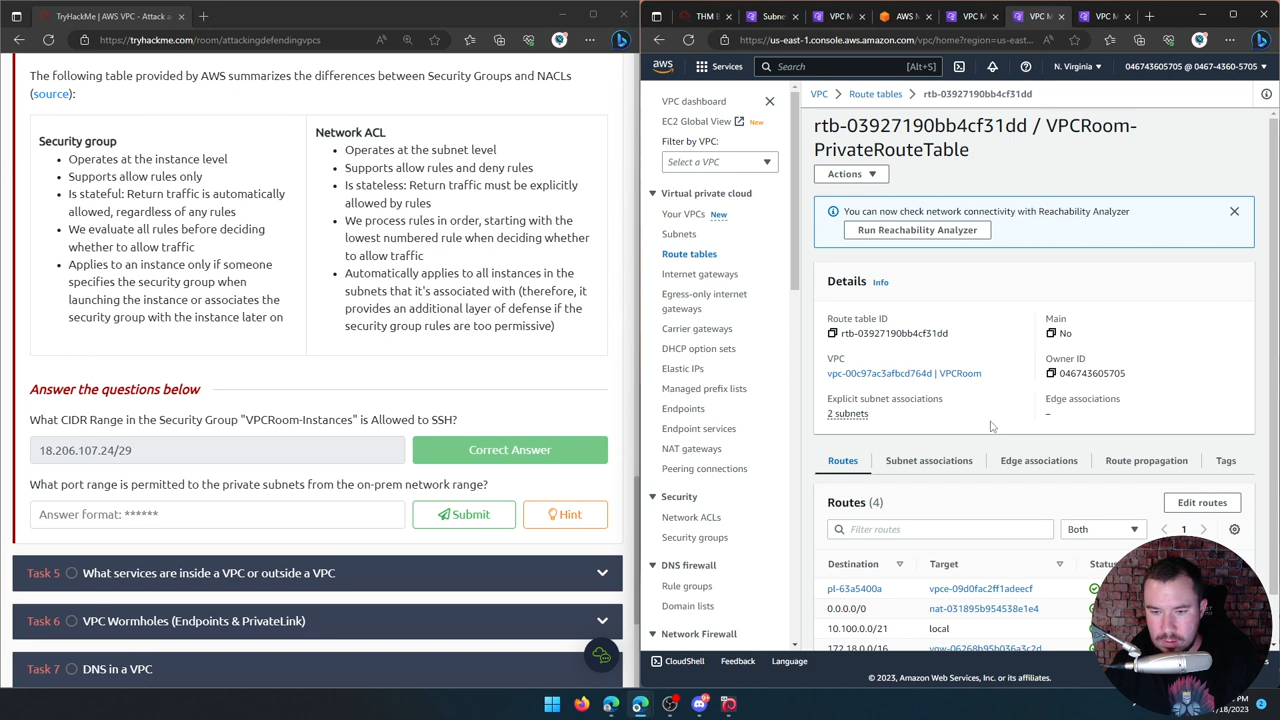 TryHackMe | AWS VPC - Attack a
https://tryhackme.com/room/attackingdefendingvpcs
The following table provided by AWS summarizes the differences between Security Groups and NACLs
(source):
Security group
Operates at the instance level
Supports allow rules only
Is stateful: Return traffic is automatically
allowed, regardless of any rules
We evaluate all rules before deciding
whether to allow traffic
Applies to an instance only if someone
specifies the security group when
launching the instance or associates the
security group with the instance later on
Network ACL
Operates at the subnet level
Supports allow rules and deny rules
Is stateless: Return traffic must be explicitly
allowed by rules
We process rules in order, starting with the
lowest numbered rule when deciding whether
to allow traffic
Automatically applies to all instances in the
subnets that it's associated with (therefore, it
provides an additional layer of defense if the
security group rules are too permissive)
Answer the questions below
What CIDR Range in the Security Group "VPCRoom-Instances" is Allowed to SSH?
18.206.107.24/29
Correct Answer
What port range is permitted to the private subnets from the on-prem network range?
Answer format: ******
Submit
Hint
Task 5 What services are inside a VPC or outside a VPC
Task 6 VPC Wormholes (Endpoints & PrivateLink)
Task 7 DNS in a VPC
THM B
Subne
VPC M
AWS M
VPC M
VPC M
VPC M
https://us-east-1.console.aws.amazon.com/vpc/home?region=us-east...
aws
Services
Search
[Alt+S]
N. Virginia
046743605705 @ 0467-4360-5705
VPC dashboard
EC2 Global View New
Filter by VPC:
Select a VPC
Virtual private cloud
Your VPCs New
Subnets
Route tables
Internet gateways
Egress-only internet
gateways
Carrier gateways
DHCP option sets
Elastic IPs
Managed prefix lists
Endpoints
Endpoint services
NAT gateways
Peering connections
Security
Network ACLs
Security groups
DNS firewall
Rule groups
Domain lists
Network Firewall
VPC > Route tables > rtb-03927190bb4cf31dd
rtb-03927190bb4cf31dd / VPCRoom-
PrivateRouteTable
Actions
You can now check network connectivity with Reachability Analyzer
Run Reachability Analyzer
Details Info
Route table ID
rtb-03927190bb4cf31dd
Main
No
VPC
vpc-00c97ac3afbcd764d | VPCRoom
Owner ID
046743605705
Explicit subnet associations
2 subnets
Edge associations
–
Routes
Subnet associations
Edge associations
Route propagation
Tags
Routes (4)
Edit routes
Filter routes
Both
1
Destination
Target
Status
pl-63a5400a
vpce-09d0fac2ff1adeecf
0.0.0.0/0
nat-031895b954538e1e4
10.100.0.0/21
local
172.18.0.0/16
vgw-06268b95b036a3c2d
CloudShell
Feedback
Language
© 2023, Amazon Web Services, Inc. or its affiliates.